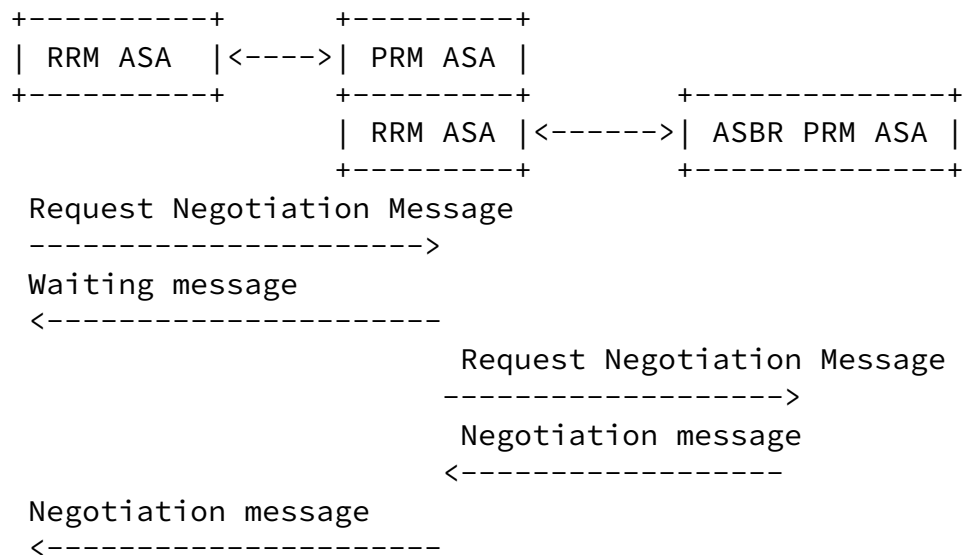 +----------+      +---------+
|  RRM ASA  |<---->| PRM ASA |
+----------+      +---------+        +--------------+
                  | RRM ASA |<------>| ASBR PRM ASA |
                  +---------+        +--------------+
 Request Negotiation Message
 ---------------------->
 Waiting message
 <----------------------
                         Request Negotiation Message
                        ------------------->
                         Negotiation message
                        <------------------
 Negotiation message
 <----------------------